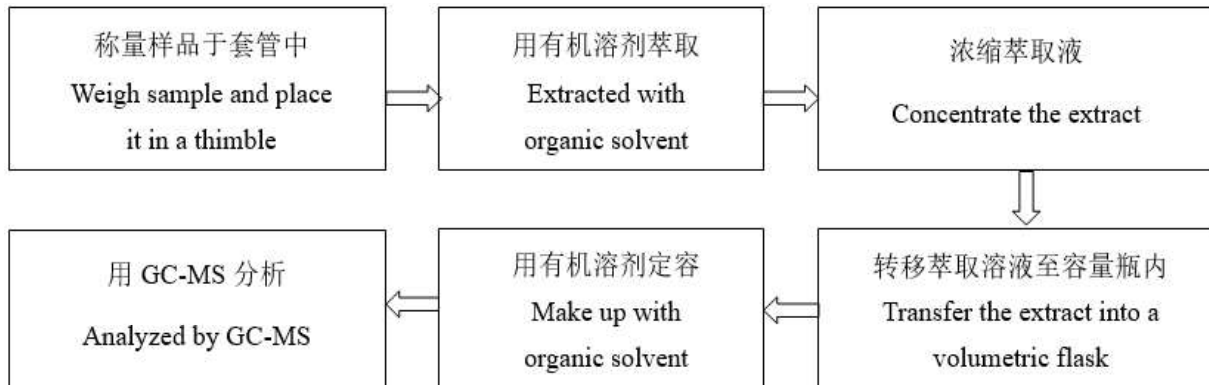 称量样品于套管中
Weigh sample and place
it in a thimble
用有机溶剂萃取
Extracted with
organic solvent
浓缩萃取液
Concentrate the extract
转移萃取溶液至容量瓶内
Transfer the extract into a
volumetric flask
用有机溶剂定容
Make up with
organic solvent
用 GC-MS 分析
Analyzed by GC-MS